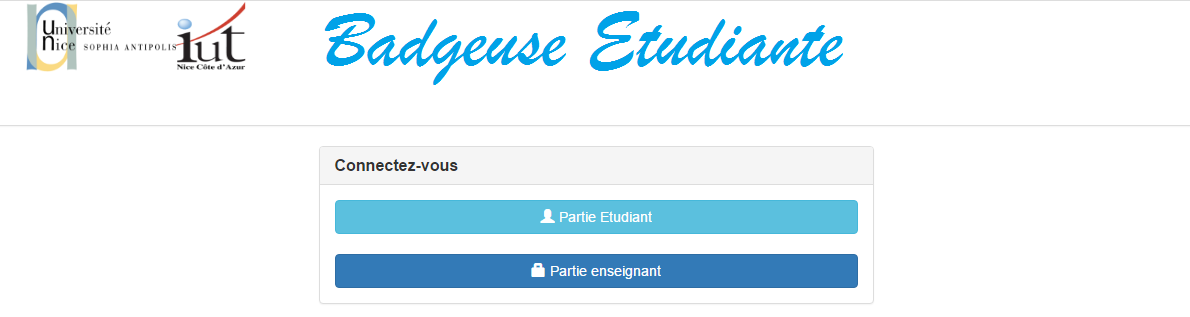 Université
Nice SOPHIA ANTIPOLIS
iut
Nice Côte d'Azur
Badgeuse Etudiante
Connectez-vous
Partie Etudiant
Partie enseignant